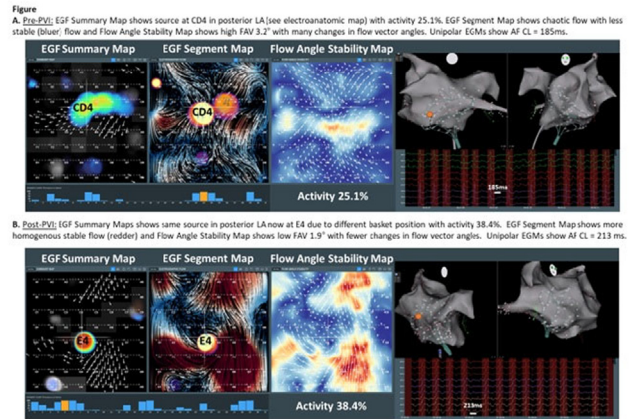 Figure
A. Pre-PVI: EGF Summary Map shows source at CD4 in posterior LA (see electroanatomic map) with activity 25.1%. EGF Segment Map shows chaotic flow with less
stable (bluer) flow and Flow Angle Stability Map shows high FAV 3.2° with many changes in flow vector angles. Unipolar EGMs show AF CL = 185ms.
EGF Summary Map EGF Segment Map Flow Angle Stability Map
CD4 CD4
185ms
Activity 25.1%
B. Post-PVI: EGF Summary Maps shows same source in posterior LA now at E4 due to different basket position with activity 38.4%. EGF Segment Map shows more
homogenous stable flow (redder) and Flow Angle Stability Map shows low FAV 1.9° with fewer changes in flow vector angles. Unipolar EGMs show AF CL = 213 ms.
EGF Summary Map EGF Segment Map Flow Angle Stability Map
E4 E4
213ms
Activity 38.4%